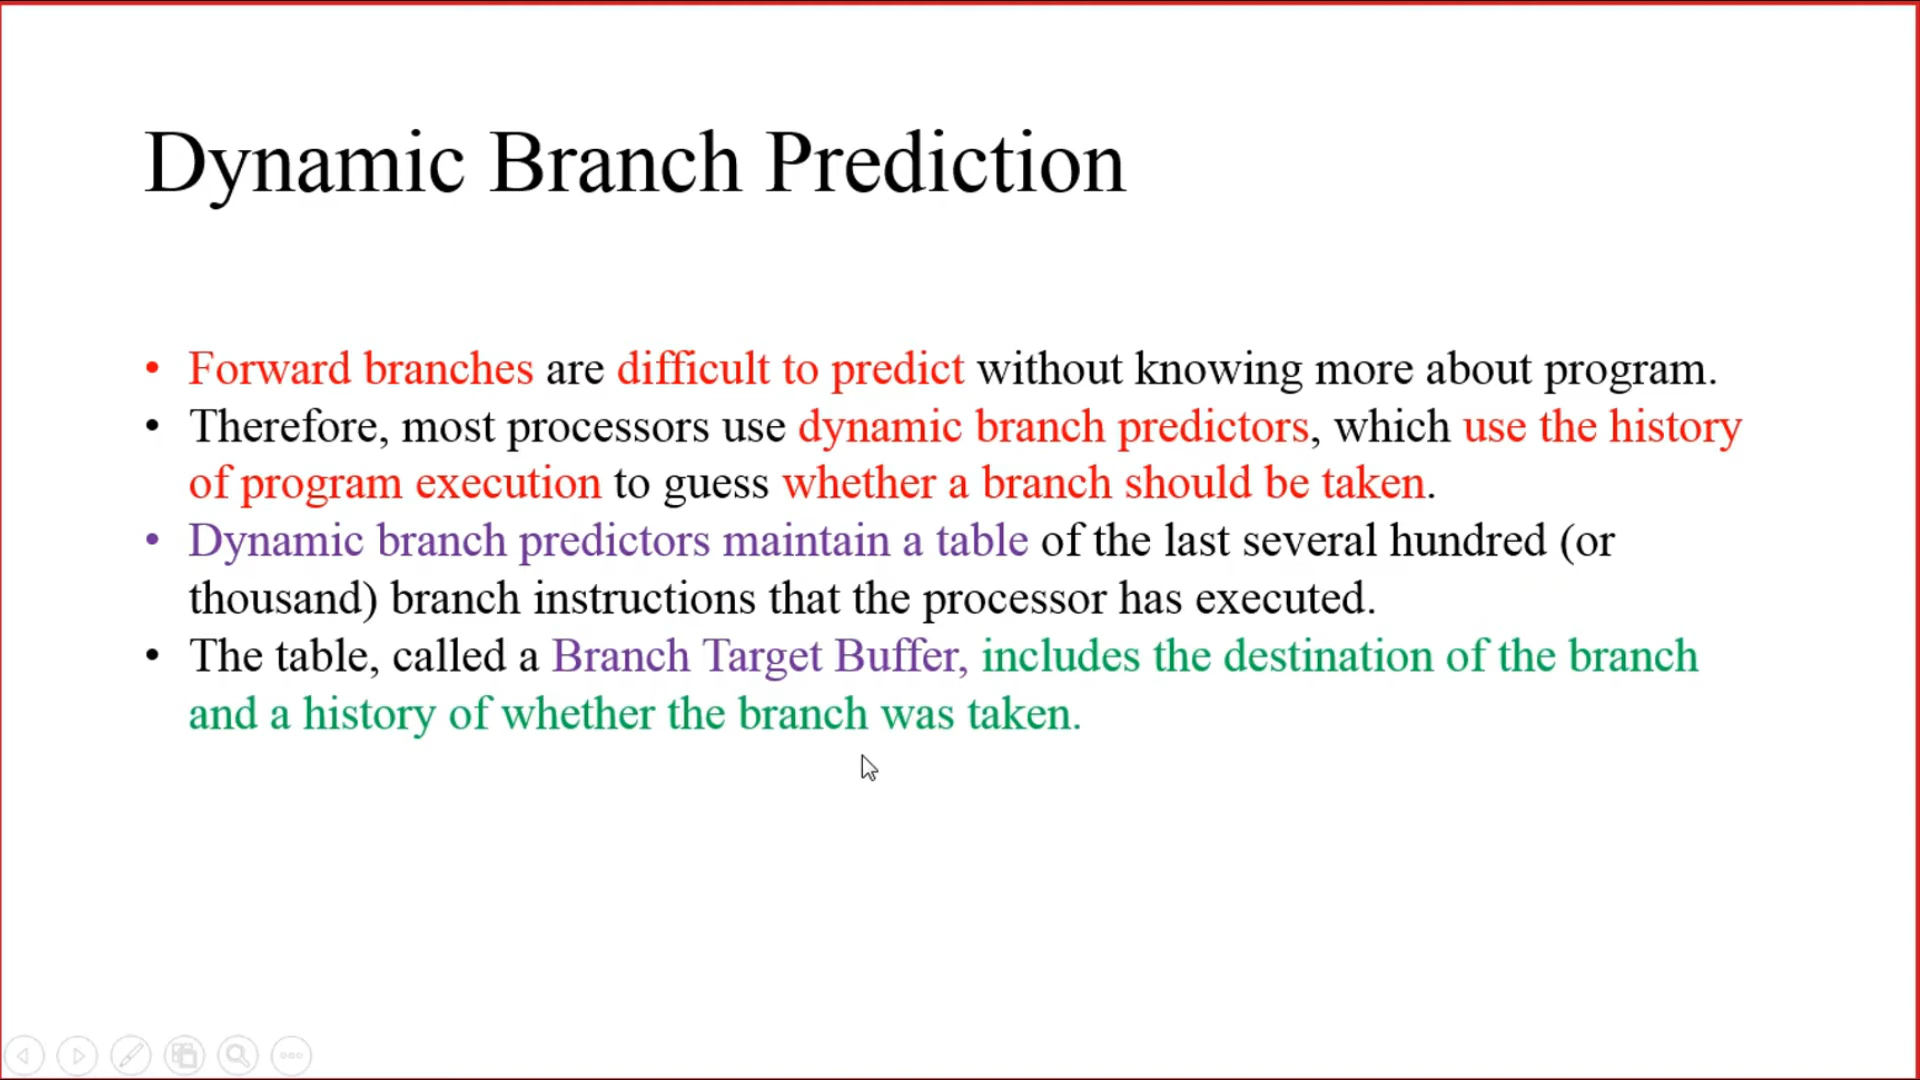 Dynamic Branch Prediction
• Forward branches are difficult to predict without knowing more about program.
• Therefore, most processors use dynamic branch predictors, which use the history
of program execution to guess whether a branch should be taken.
• Dynamic branch predictors maintain a table of the last several hundred (or
thousand) branch instructions that the processor has executed.
• The table, called a Branch Target Buffer, includes the destination of the branch
and a history of whether the branch was taken.